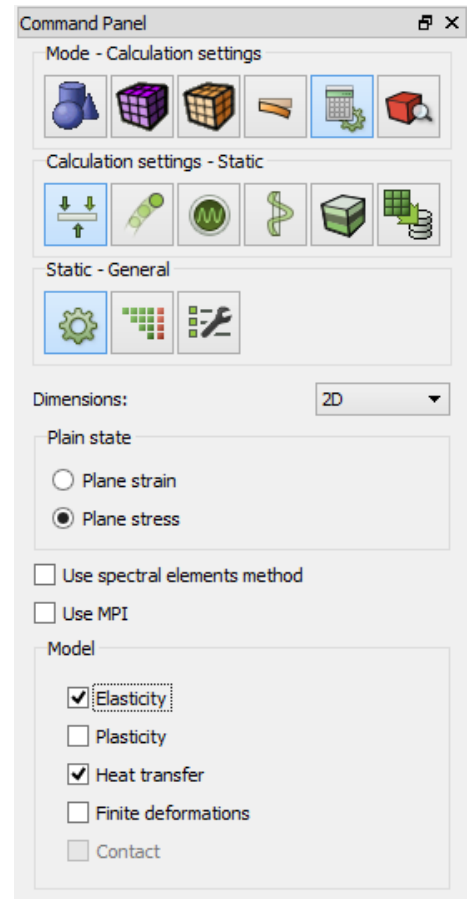 Command Panel
Mode - Calculation settings
Calculation settings - Static
Static - General
Dimensions: 2D
Plain state
Plane strain
Plane stress
Use spectral elements method
Use MPI
Model
Elasticity
Plasticity
Heat transfer
Finite deformations
Contact